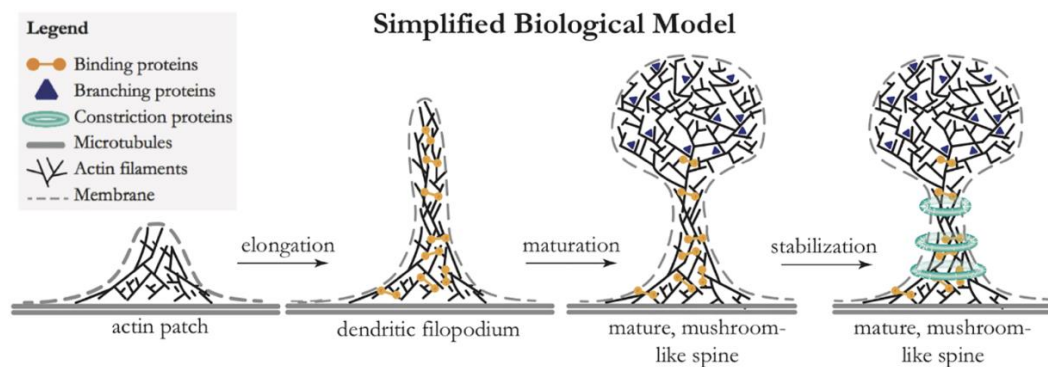 Simplified Biological Model
Legend
Binding proteins
Branching proteins
Constriction proteins
Microtubules
Actin filaments
Membrane
elongation
maturation
stabilization
actin patch
dendritic filopodium
mature, mushroom-
like spine
mature, mushroom-
like spine